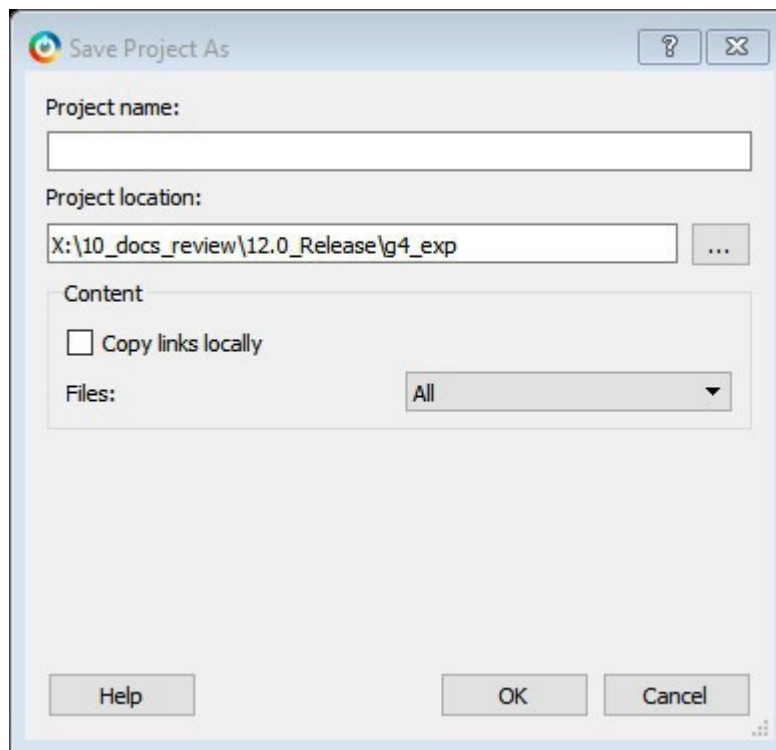 Save Project As
Project name:
Project location:
X:\10_docs_review\12.0_Release\g4_exp
...
Content
Copy links locally
Files:
All
Help
OK
Cancel